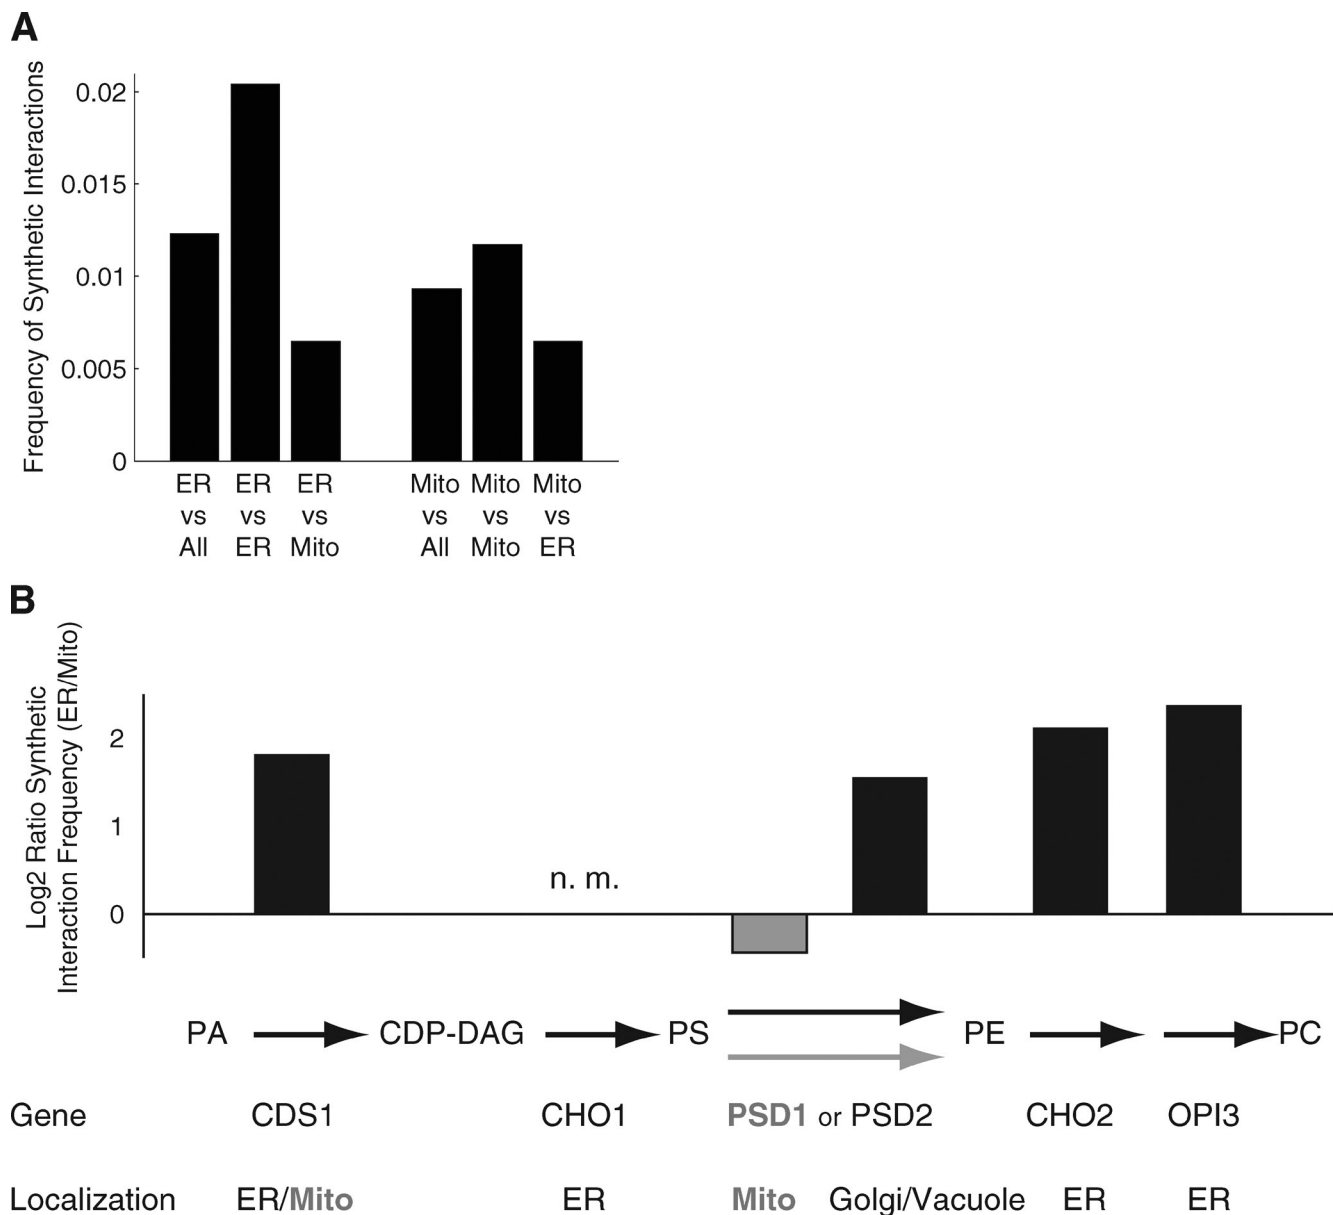 A
Frequency of Synthetic Interactions
0.02
0.015
0.01
0.005
0
ER ER ER Mito Mito Mito
vs vs vs vs vs vs
All ER Mito All Mito ER
B
Log2 Ratio Synthetic
Interaction Frequency (ER/Mito)
2
1
0
n. m.
PA CDP-DAG PS PE PC
Gene CDS1 CHO1 PSD1 or PSD2 CHO2 OPI3
Localization ER/Mito ER Mito Golgi/Vacuole ER ER